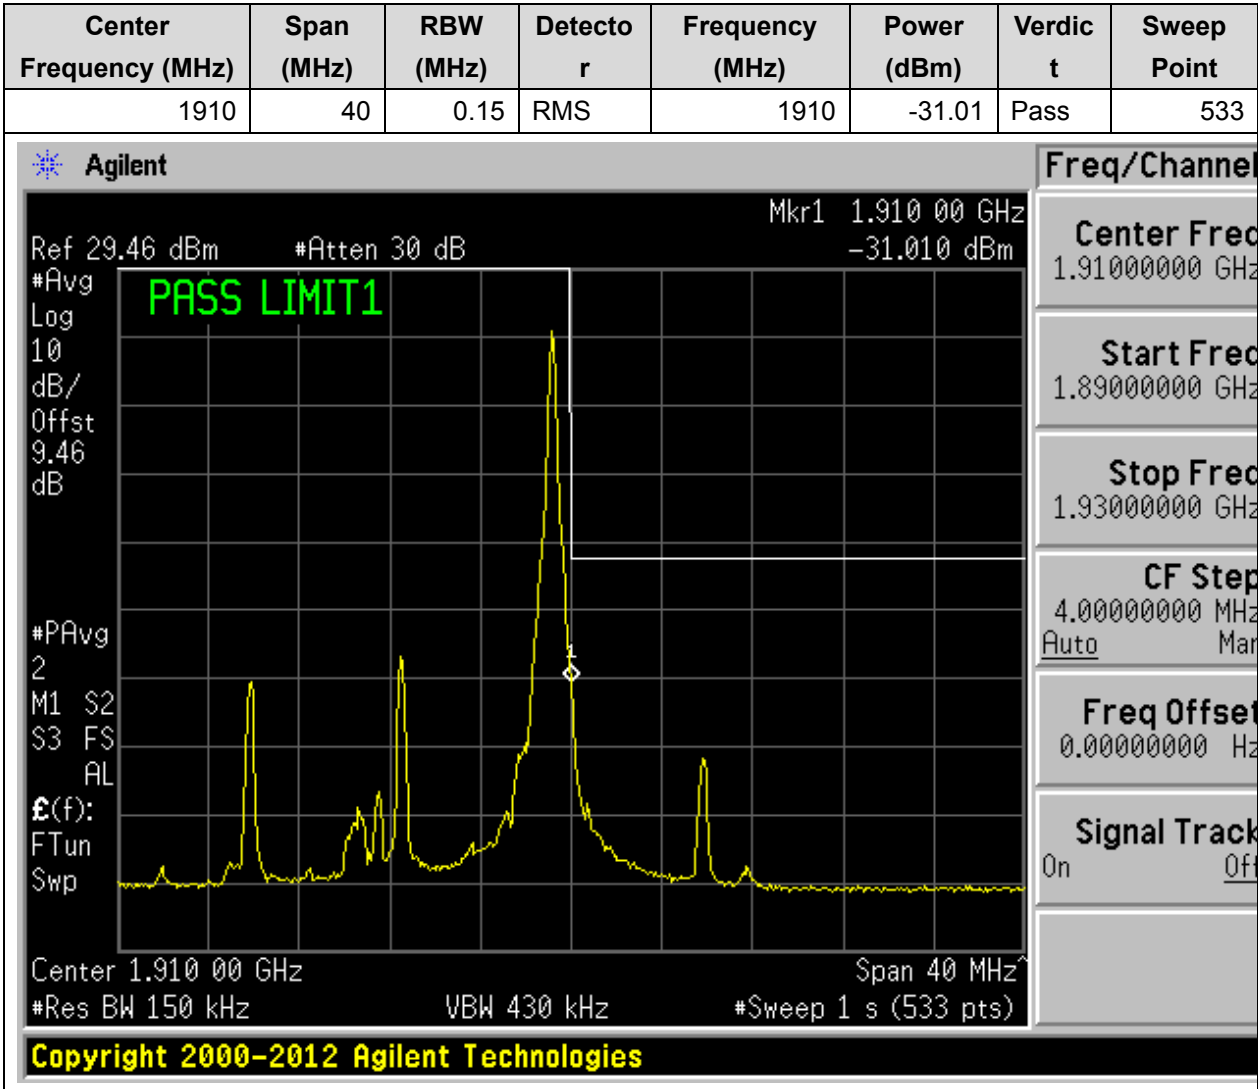 Center Frequency (MHz) Span (MHz) RBW (MHz) Detector Frequency (MHz) Power (dBm) Verdict Sweep Point
1910 40 0.15 RMS 1910 -31.01 Pass 533
Agilent
Freq/Channel
Mkr1 1.910 00 GHz
Ref 29.46 dBm #Atten 30 dB -31.010 dBm
#Avg
Log
10
dB/
Offst
9.46
dB
PASS LIMIT1
1
#PAvg
2
M1 S2
S3 FS
AL
£(f):
FTun
Swp
Center 1.910 00 GHz Span 40 MHz^
#Res BW 150 kHz VBW 430 kHz #Sweep 1 s (533 pts)
Center Freq
1.91000000 GHz
Start Freq
1.89000000 GHz
Stop Freq
1.93000000 GHz
CF Step
4.00000000 MHz
Auto Man
Freq Offset
0.00000000 Hz
Signal Track
On Off
Copyright 2000-2012 Agilent Technologies